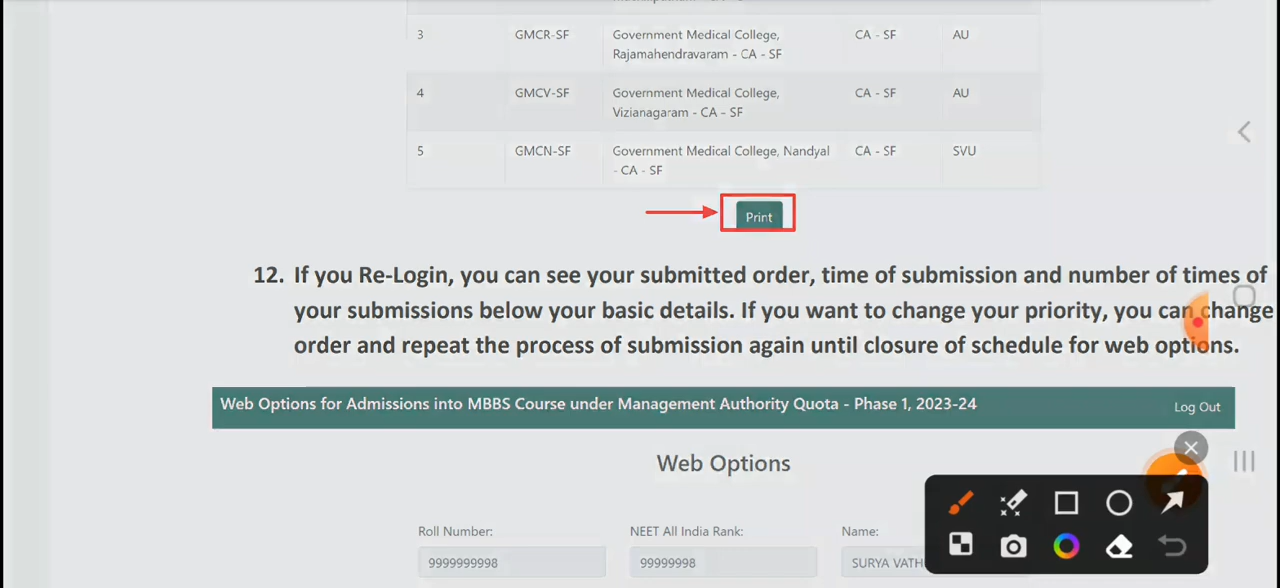 3 GMCR-SF Government Medical College, CA - SF AU
Rajamahendravaram - CA - SF
4 GMCV-SF Government Medical College, CA - SF AU
Vizianagaram - CA - SF
5 GMCN-SF Government Medical College, Nandyal CA - SF SVU
- CA - SF
Print
12. If you Re-Login, you can see your submitted order, time of submission and number of times of
your submissions below your basic details. If you want to change your priority, you can change
order and repeat the process of submission again until closure of schedule for web options.
Web Options for Admissions into MBBS Course under Management Authority Quota - Phase 1, 2023-24 Log Out
Web Options
Roll Number: NEET All India Rank: Name:
9999999998 99999998 SURYA VATH